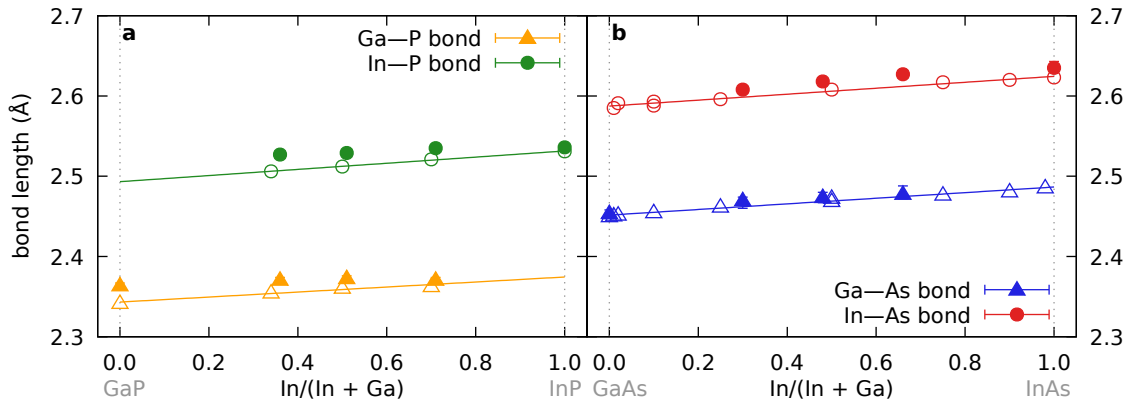 2.7
2.6
2.5
2.4
2.3
bond length (Å)
a
Ga—P bond
In—P bond
0.0
0.2
0.4
0.6
0.8
1.0
GaP
In/(In + Ga)
InP
b
Ga—As bond
In—As bond
0.0
0.2
0.4
0.6
0.8
1.0
GaAs
In/(In + Ga)
InAs
2.7
2.6
2.5
2.4
2.3